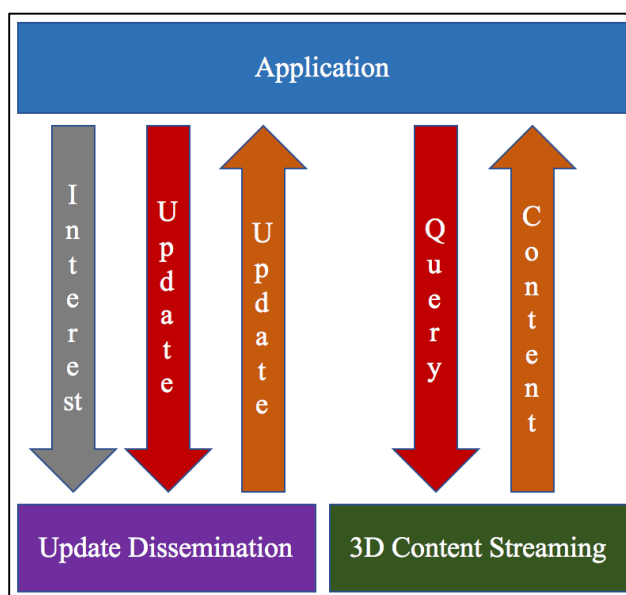 Application
Interest
Update
Update
Query
Content
Update Dissemination
3D Content Streaming